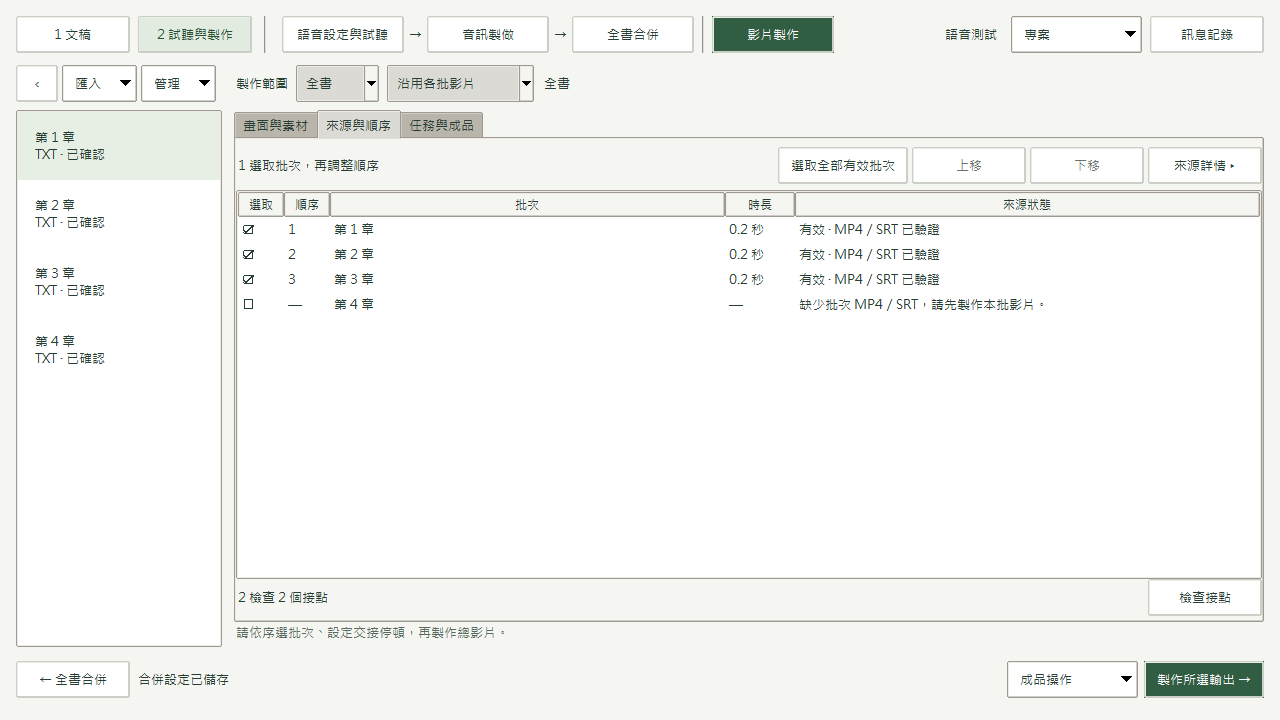 1 文稿
2 試聽與製作
語音設定與試聽 → 音訊製做 → 全書合併
影片製作
語音測試
專案
訊息記錄
‹
匯入
管理
製作範圍
全書
沿用各批影片
全書
第 1 章
TXT · 已確認
第 2 章
TXT · 已確認
第 3 章
TXT · 已確認
第 4 章
TXT · 已確認
畫面與素材
來源與順序
任務與成品
1 選取批次，再調整順序
選取全部有效批次
上移
下移
來源詳情 ▸
選取 順序 批次 時長 來源狀態
☑ 1 第 1 章 0.2 秒 有效 · MP4 / SRT 已驗證
☑ 2 第 2 章 0.2 秒 有效 · MP4 / SRT 已驗證
☑ 3 第 3 章 0.2 秒 有效 · MP4 / SRT 已驗證
☐ — 第 4 章 — 缺少批次 MP4 / SRT，請先製作本批影片。
2 檢查 2 個接點
檢查接點
請依序選批次、設定交接停頓，再製作總影片。
← 全書合併
合併設定已儲存
成品操作
製作所選輸出 →